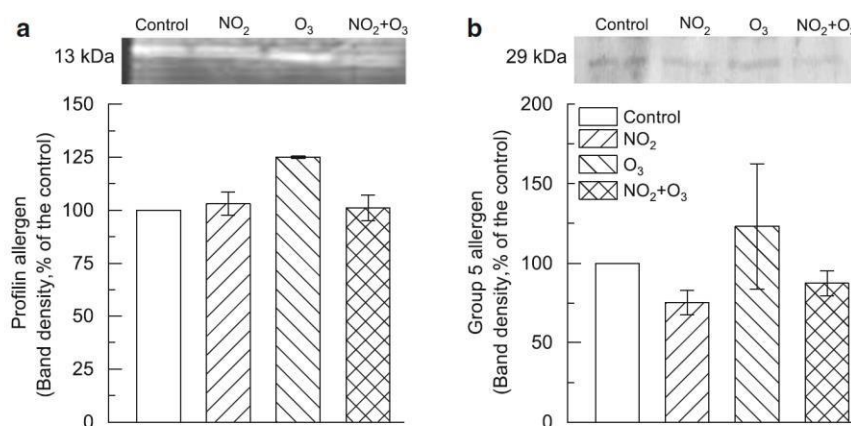 a
Control NO₂ O₃ NO₂+O₃
13 kDa
Profilin allergen
(Band density,% of the control)
150
125
100
75
50
25
0
b
Control NO₂ O₃ NO₂+O₃
29 kDa
Group 5 allergen
(Band density,% of the control)
200
150
100
50
0
Control
NO₂
O₃
NO₂+O₃